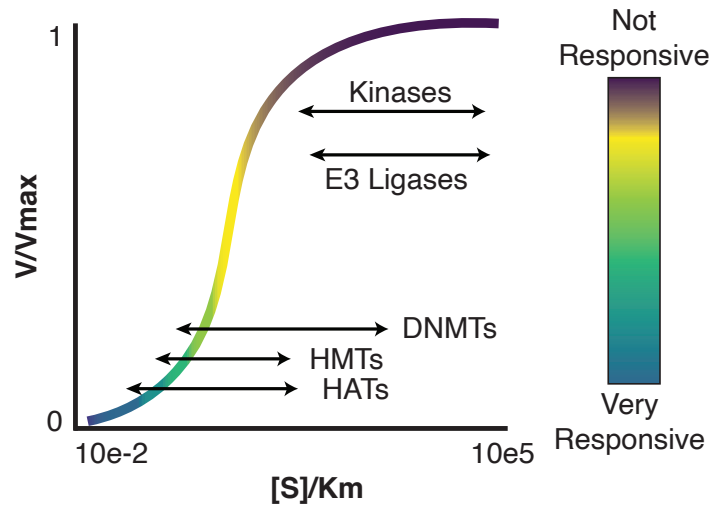 1
V/Vmax
0
10e-2
10e5
[S]/Km
Kinases
E3 Ligases
DNMTs
HMTs
HATs
Not
Responsive
Very
Responsive